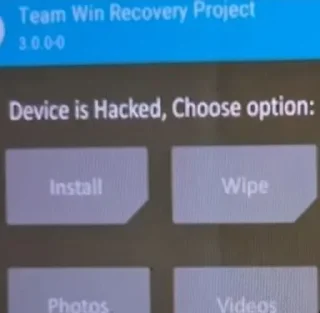 Team Win Recovery Project
3.0.0-0
Device is Hacked, Choose option:
Install
Wipe
Photos
Videos